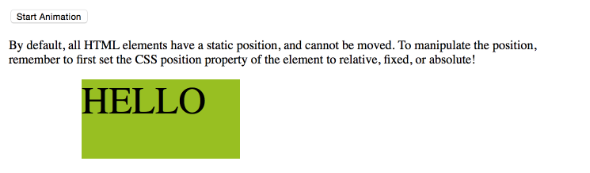 Start Animation
By default, all HTML elements have a static position, and cannot be moved. To manipulate the position,
remember to first set the CSS position property of the element to relative, fixed, or absolute!
HELLO